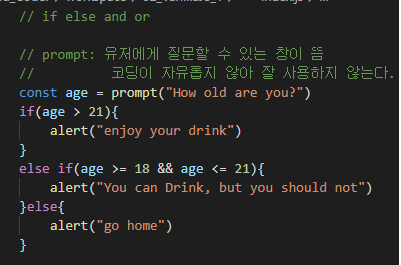 // if else and or
// prompt: 유저에게 질문할 수 있는 창이 뜸
// 코딩이 자유롭지 않아 잘 사용하지 않는다.
const age = prompt("How old are you?")
if(age > 21){
alert("enjoy your drink")
}
else if(age >= 18 && age <= 21){
alert("You can Drink, but you should not")
}else{
alert("go home")
}